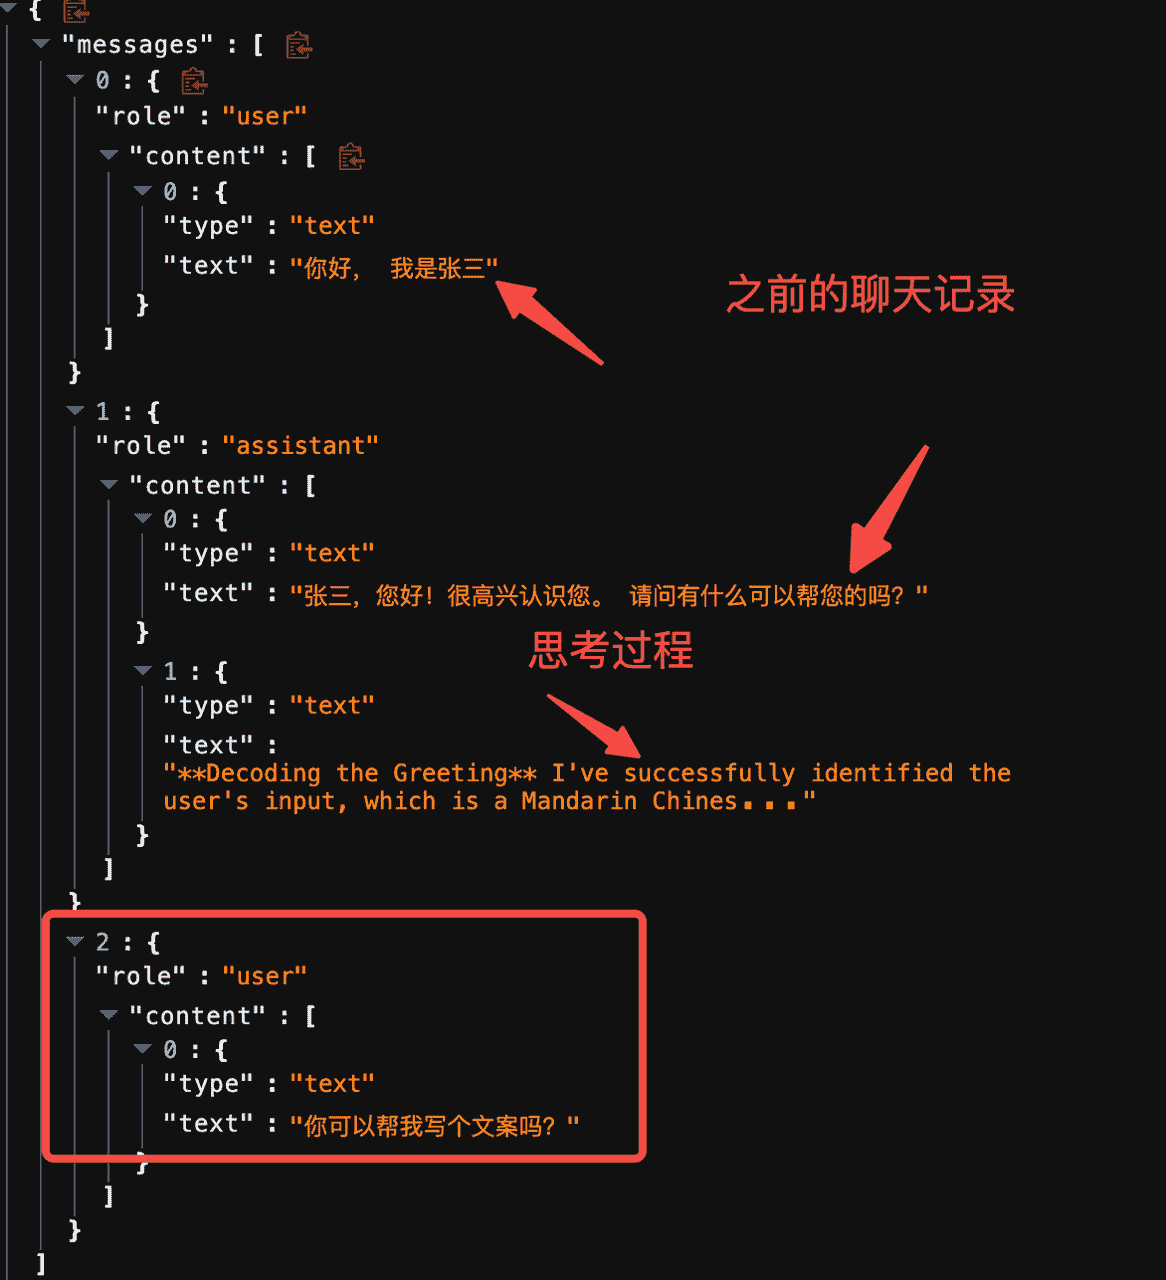 {
"messages" : [
0 : {
"role" : "user"
"content" : [
0 : {
"type" : "text"
"text" : "你好， 我是张三"
之前的聊天记录
}
]
}
1 : {
"role" : "assistant"
"content" : [
0 : {
"type" : "text"
"text" : "张三，您好！很高兴认识您。 请问有什么可以帮您的吗？"
}
思考过程
1 : {
"type" : "text"
"text" :
"**Decoding the Greeting** I've successfully identified the
user's input, which is a Mandarin Chines..."
}
]
}
2 : {
"role" : "user"
"content" : [
0 : {
"type" : "text"
"text" : "你可以帮我写个文案吗？"
}
]
}
]